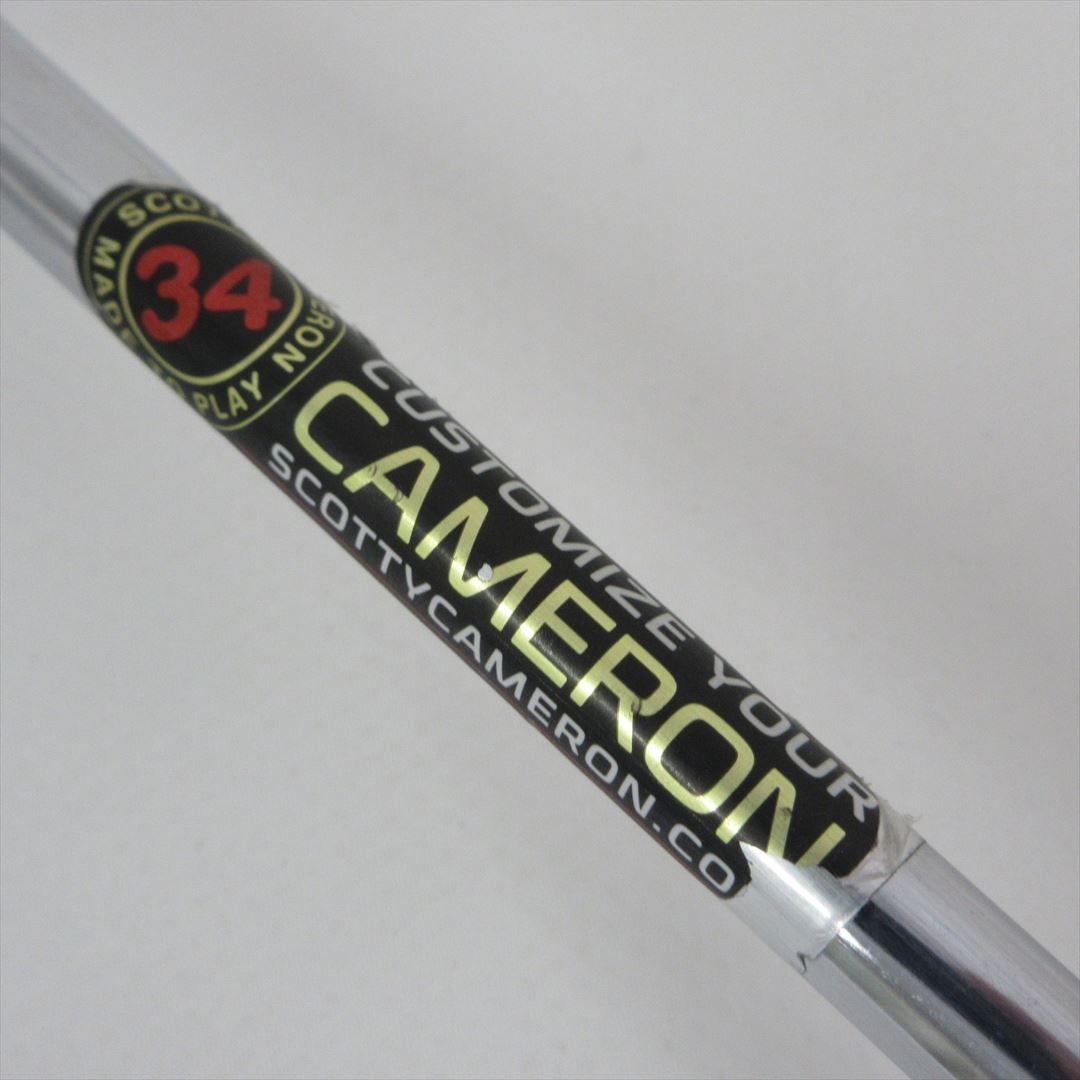 34
MADE TO PLAY
CUSTOMIZE YOUR
CAMERON
SCOTTYCAMERON.CO